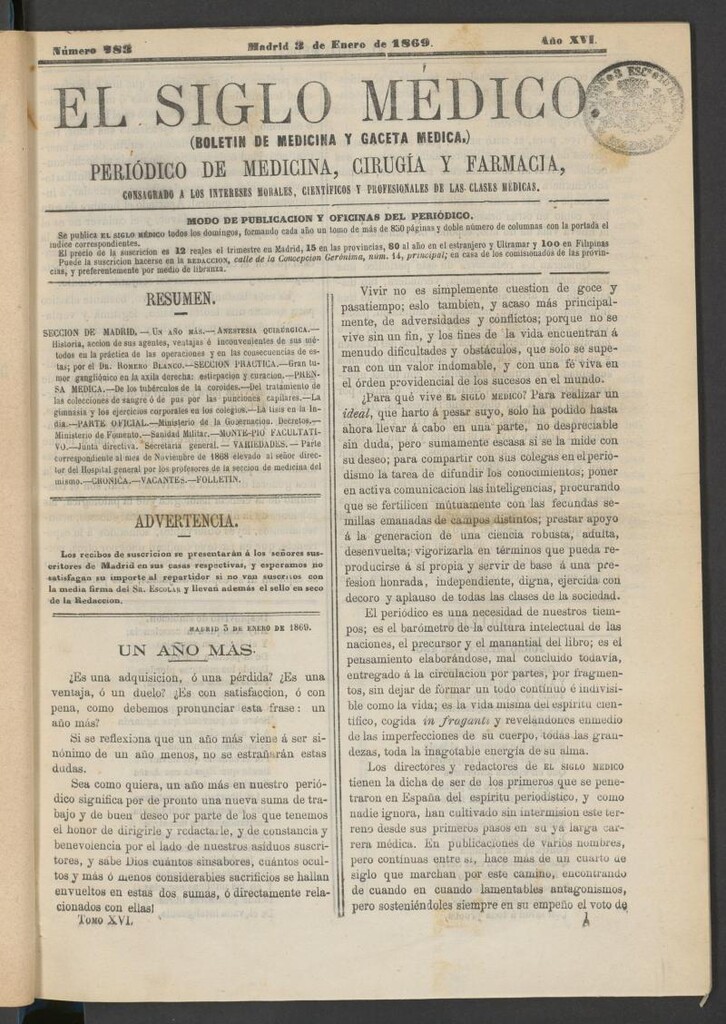 Número 783
Madrid 3 de Enero de 1869.
Año XVI.
EL SIGLO MÉDICO
(BOLETIN DE MEDICINA Y GACETA MEDICA,)
PERIÓDICO DE MEDICINA, CIRUGÍA Y FARMACIA,
CONSAGRADO A LOS INTERESES MORALES, CIENTÍFICOS Y PROFESIONALES DE LAS CLASES MÉDICAS.
MODO DE PUBLICACION Y OFICINAS DEL PERIÓDICO.
Se publica EL SIGLO MÉDICO todos los domingos, formando cada año un tomo de más de 850 páginas y doble número de columnas con la portada el
indice correspondientes.
El precio de la suscricion es 12 reales el trimestre en Madrid, 15 en las provincias, 80 al año en el estranjero y Ultramar y 100 en Filipinas
Puede la suscricion hacerse en la REDACCION, calle de la Concepcion Gerónima, núm. 14, principal; en casa de los comisionados de las provin-
cias, y preferentemente por medio de libranza.
RESUMEN.
SECCION DE MADRID. — UN AÑO MÁS.— ANESTESIA QUIRÚRGICA.—
Historia, accion de sus agentes, ventajas é inconvenientes de sus mé-
todos en la práctica de las operaciones y en las consecuencias de es-
tas; por el DR. ROMERO BLANCO.—SECCION PRACTICA.—Gran tu-
mor ganglliónico en la axila derecha: estirpacion y curacion.—PREN-
SA MEDICA.—De los tubérculos de la coroides.—Del tratamiento de
las colecciones de sangre ó de pus por las punciones capilares.—La
gimnasia y los ejercicios corporales en los colegios.—La tisis en la In-
dia.—PARTE OFICIAL.—Ministerio de la Gobernacion. Decretos.—
Ministerio de Fomento.—Sanidad Militar.—MONTE-PIO FACULTATI-
VO.—Junta directiva. Secretaria general. — VARIEDADES. — Parte
correspondiente al mes de Noviembre de 1868 elevado al señor direc-
tor del Hospital general por los profesores de la seccion de medicina del
mismo.—CRONICA.—VACANTES.—FOLLETIN.
ADVERTENCIA.
Los recibos de suscricion se presentarán á los señores sus-
critores de Madrid en sus casas respectivas, y esperamos no
satisfagan su importe al repartidor si no van suscritos con
la media firma del SR. ESCOLAR y llevan además el sello en seco
de la Redaccion.
MADRID 3 DE ENERO DE 1869.
UN AÑO MÁS.
¿Es una adquisicion, ó una pérdida? ¿Es una
ventaja, ó un duelo? ¿Es con satisfaccion, ó con
pena, como debemos pronunciar esta frase: un
año más?
Si se reflexiona que un año más viene á ser si-
nónimo de un año menos, no se estrañarán estas
dudas.
Sea como quiera, un año más en nuestro perió-
dico significa por de pronto una nueva suma de tra-
bajo y de buen deseo por parte de los que tenemos
el honor de dirigirle y redactarle, y de constancia y
benevolencia por el lado de nuestros asíduos suscri-
tores, y sabe Dios cuántos sinsabores, cuántos ocul-
tos y más ó menos considerables sacrificios se hallan
envueltos en estas dos sumas, ó directamente rela-
cionados con ellas!
TOMO XVI.
Vivir no es simplemente cuestion de goce y
pasatiempo; eslo tambien, y acaso más principal-
mente, de adversidades y conflictos; porque no se
vive sin un fin, y los fines de la vida encuentran á
menudo dificultades y obstáculos, que solo se supe-
ran con un valor indomable, y con una fé viva en
el órden providencial de los sucesos en el mundo.
¿Para qué vive EL SIGLO MEDICO? Para realizar un
ideal, que harto á pesar suyo, solo ha podido hasta
ahora llevar á cabo en una parte, no despreciable
sin duda, pero sumamente escasa si se la mide con
su deseo; para compartir con sus colegas en el perio-
dismo la tarea de difundir los conocimientos; poner
en activa comunicacion las inteligencias, procurando
que se fertilicen mútuamente con las fecundas se-
millas emanadas de campos distintos; prestar apoyo
á la generacion de una ciencia robusta, adulta,
desenvuelta; vigorizarla en términos que pueda re-
producirse á sí propia y servir de base á una pro-
fesion honrada, independiente, digna, ejercida con
decoro y aplauso de todas las clases de la sociedad.
El periódico es una necesidad de nuestros tiem-
pos; es el barómetro de la cultura intelectual de las
naciones, el precursor y el manantial del libro; es el
pensamiento elaborándose, mal concluido todavía,
entregado á la circulacion por partes, por fragmen-
tos, sin dejar de formar un todo contínuo é indivisi-
ble como la vida; es la vida misma del espíritu cien-
tífico, cogida in fraganti y revelándonos enmedio
de las imperfecciones de su cuerpo, todas las gran-
dezas, toda la inagotable energía de su alma.
Los directores y redactores de EL SIGLO MEDICO
tienen la dicha de ser de los primeros que se pene-
traron en España del espíritu periodístico, y como
nadie ignora, han cultivado sin intermision este ter-
reno desde sus primeros pasos en su ya larga car-
rera médica. En publicaciones de varios nombres,
pero contínuas entre sí, hace más de un cuarto de
siglo que marchan por este camino, encontrando
de cuando en cuando lamentables antagonismos,
pero sosteniéndoles siempre en su empeño el voto de
1